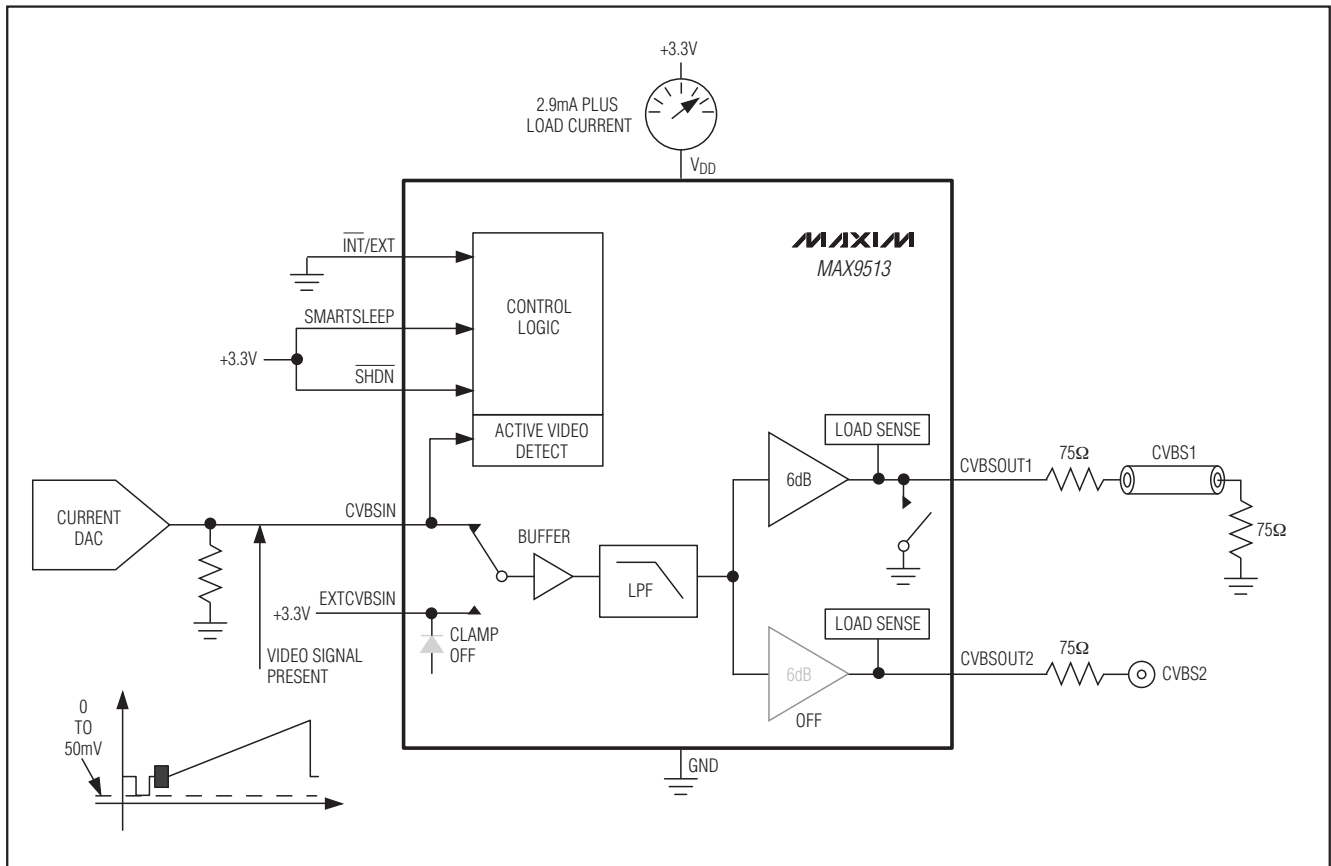 +3.3V
2.9mA PLUS
LOAD CURRENT
VDD
INT/EXT
SMARTSLEEP
+3.3V
SHDN
CONTROL
LOGIC
ACTIVE VIDEO
DETECT
MAXIM
MAX9513
LOAD SENSE
6dB
CVBSOUT1
75Ω
CVBS1
75Ω
CURRENT
DAC
CVBSIN
BUFFER
LPF
+3.3V
EXTCVBSIN
CLAMP
OFF
VIDEO SIGNAL
PRESENT
LOAD SENSE
6dB
OFF
CVBSOUT2
75Ω
CVBS2
0
TO
50mV
GND